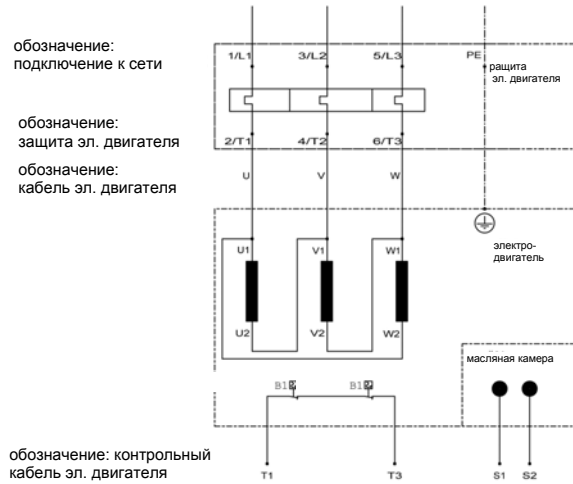 обозначение:
подключение к сети
1/L1 3/L2 5/L3 PE
ращита
эл. двигателя
обозначение:
защита эл. двигателя
2/T1 4/T2 6/T3
обозначение:
кабель эл. двигателя
U V W
электро-
двигатель
U1 V1 W1
U2 V2 W2
масляная камера
B1 B1
обозначение: контрольный
кабель эл. двигателя
T1 T3 S1 S2